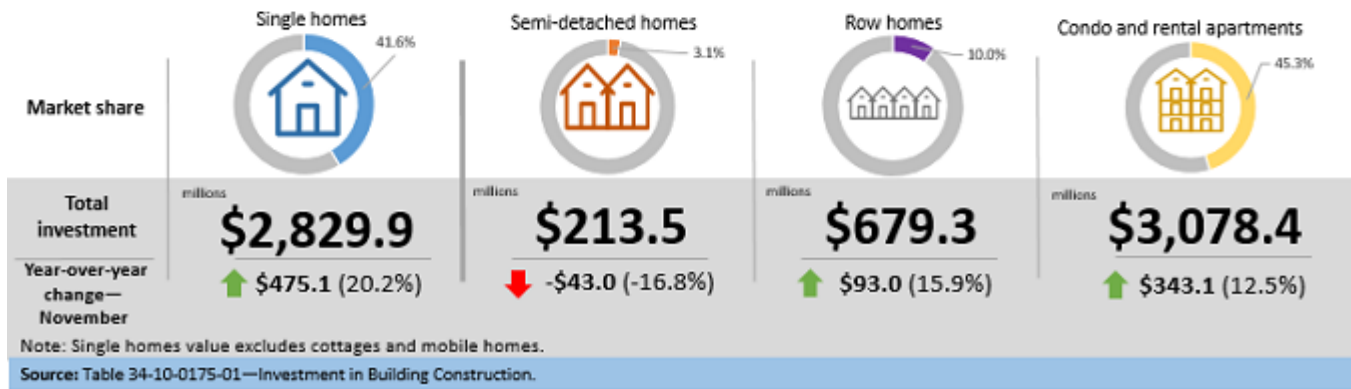 Single homes
41.6%
Semi-detached homes
3.1%
Row homes
10.0%
Condo and rental apartments
45.3%
Market share
Total
investment
millions
$2,829.9
millions
$213.5
millions
$679.3
millions
$3,078.4
Year-over-year
change—
November
$475.1 (20.2%)
-$43.0 (-16.8%)
$93.0 (15.9%)
$343.1 (12.5%)
Note: Single homes value excludes cottages and mobile homes.
Source: Table 34-10-0175-01—Investment in Building Construction.